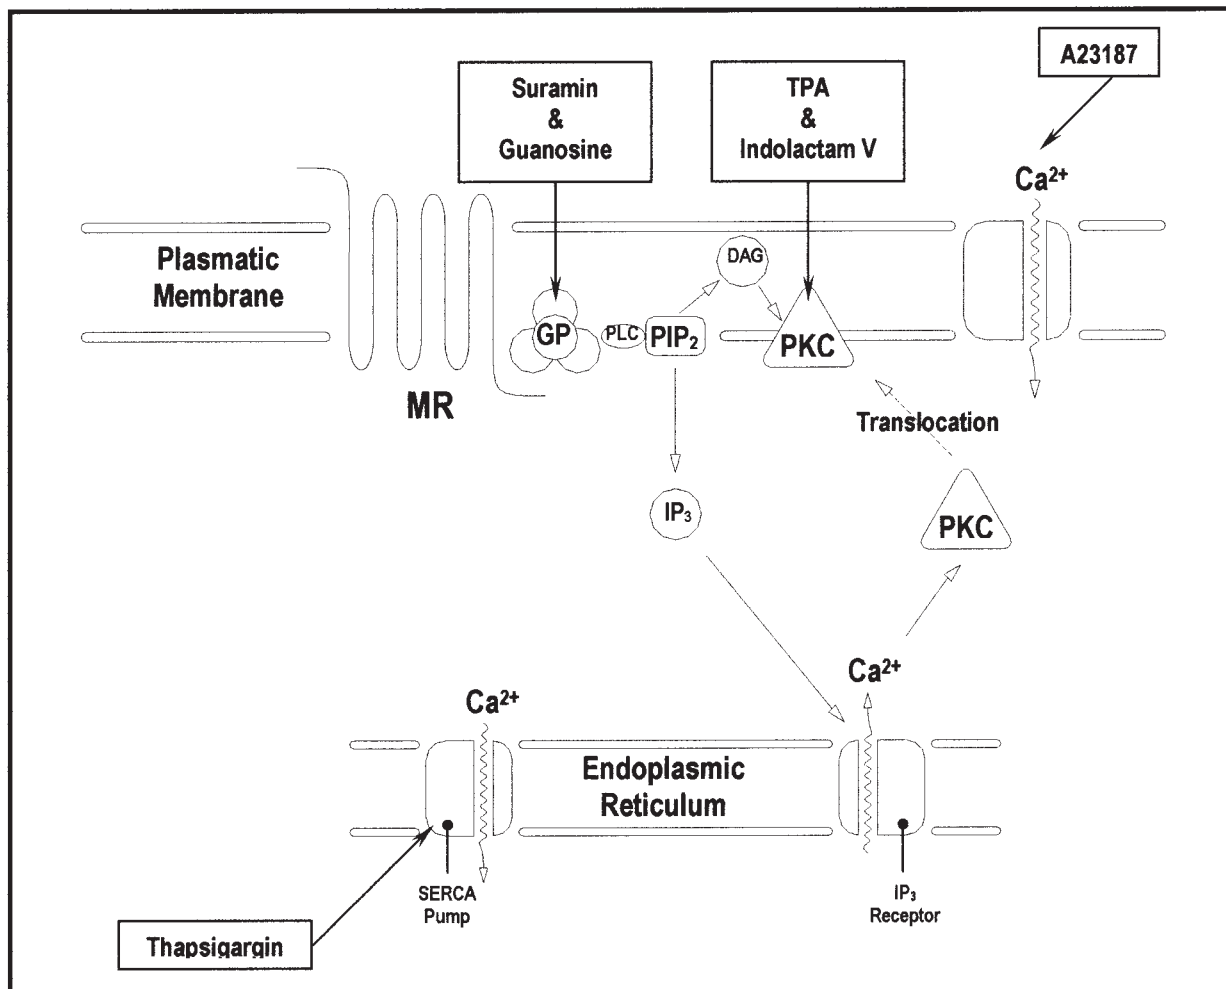 A23187
Suramin
&
Guanosine
TPA
&
Indolactam V
Ca²⁺
Plasmatic
Membrane
DAG
GP
PLC
PIP₂
PKC
MR
Translocation
IP₃
PKC
Ca²⁺
Ca²⁺
Endoplasmic
Reticulum
SERCA
Pump
IP₃
Receptor
Thapsigargin